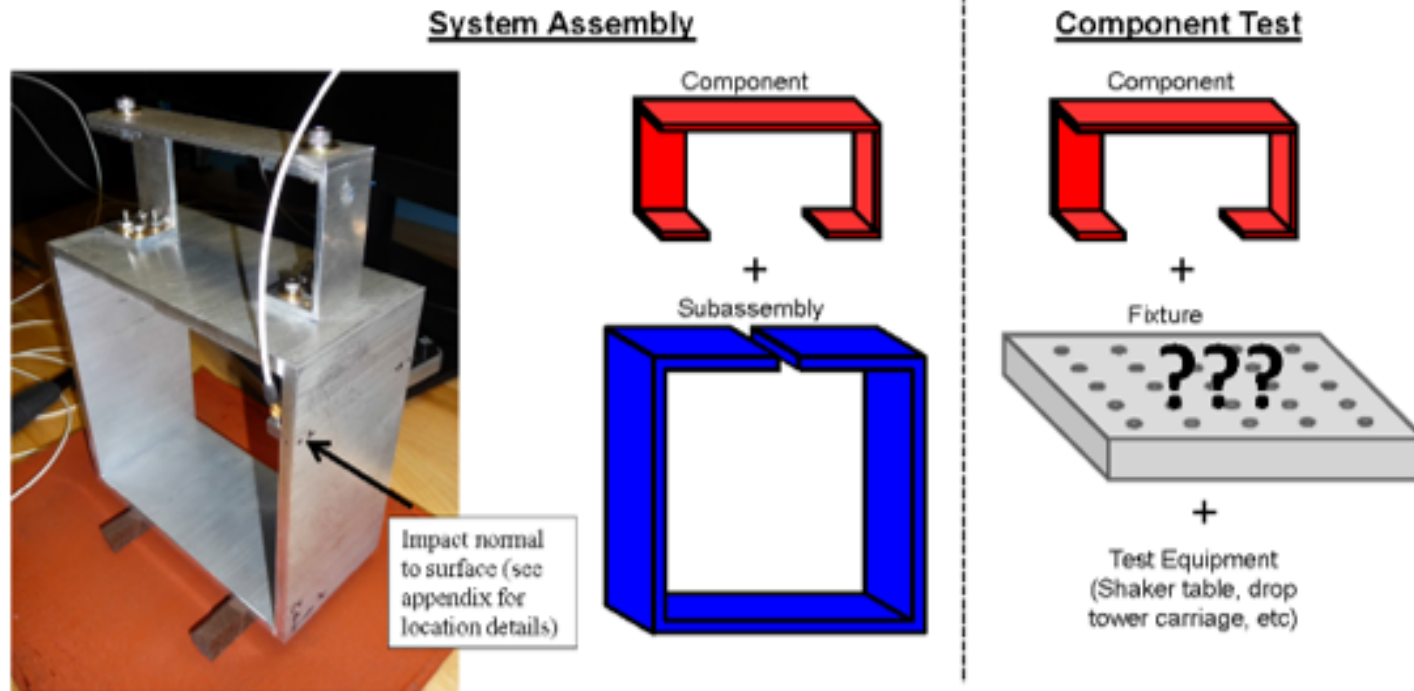 System Assembly
Component
+
Subassembly
Impact normal
to surface (see
appendix for
location details)
Component Test
Component
+
Fixture
???
+
Test Equipment
(Shaker table, drop
tower carriage, etc)